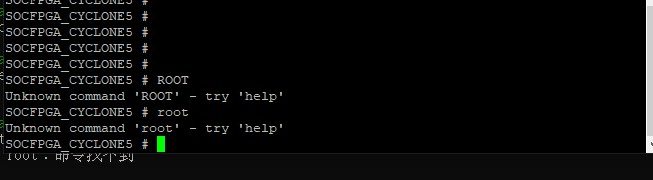 SOCFPGA_CYCLONE5 #
SOCFPGA_CYCLONE5 #
SOCFPGA_CYCLONE5 #
SOCFPGA_CYCLONE5 #
SOCFPGA_CYCLONE5 #
SOCFPGA_CYCLONE5 # ROOT
Unknown command 'ROOT' - try 'help'
SOCFPGA_CYCLONE5 # root
Unknown command 'root' - try 'help'
SOCFPGA_CYCLONE5 #
root：命令找不到